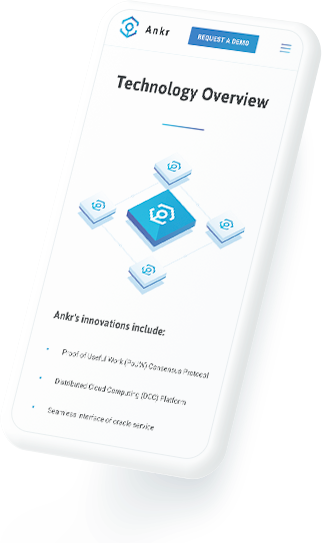 Ankr
REQUEST A DEMO
Technology Overview
Ankr's innovations include:
Proof of Useful Work (PoUW) Consensus Protocol
Distributed Cloud Computing (DCC) Platform
Seamless interface of oracle service